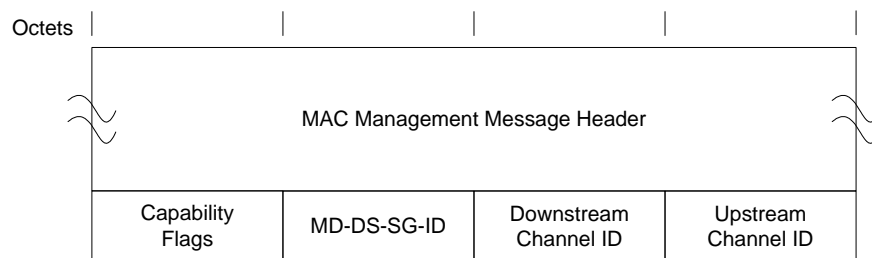 Octets
MAC Management Message Header
Capability
Flags
MD-DS-SG-ID
Downstream
Channel ID
Upstream
Channel ID